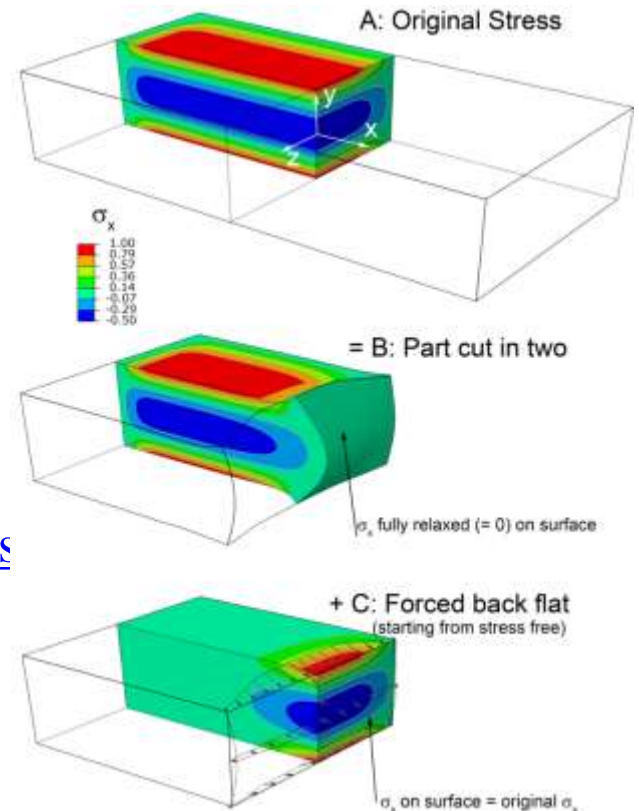 A: Original Stress
y
x
z
σx
1.00
0.79
0.57
0.36
0.14
-0.07
-0.29
-0.50
= B: Part cut in two
σx fully relaxed (= 0) on surface
S
+ C: Forced back flat
(starting from stress free)
σx on surface = original σx